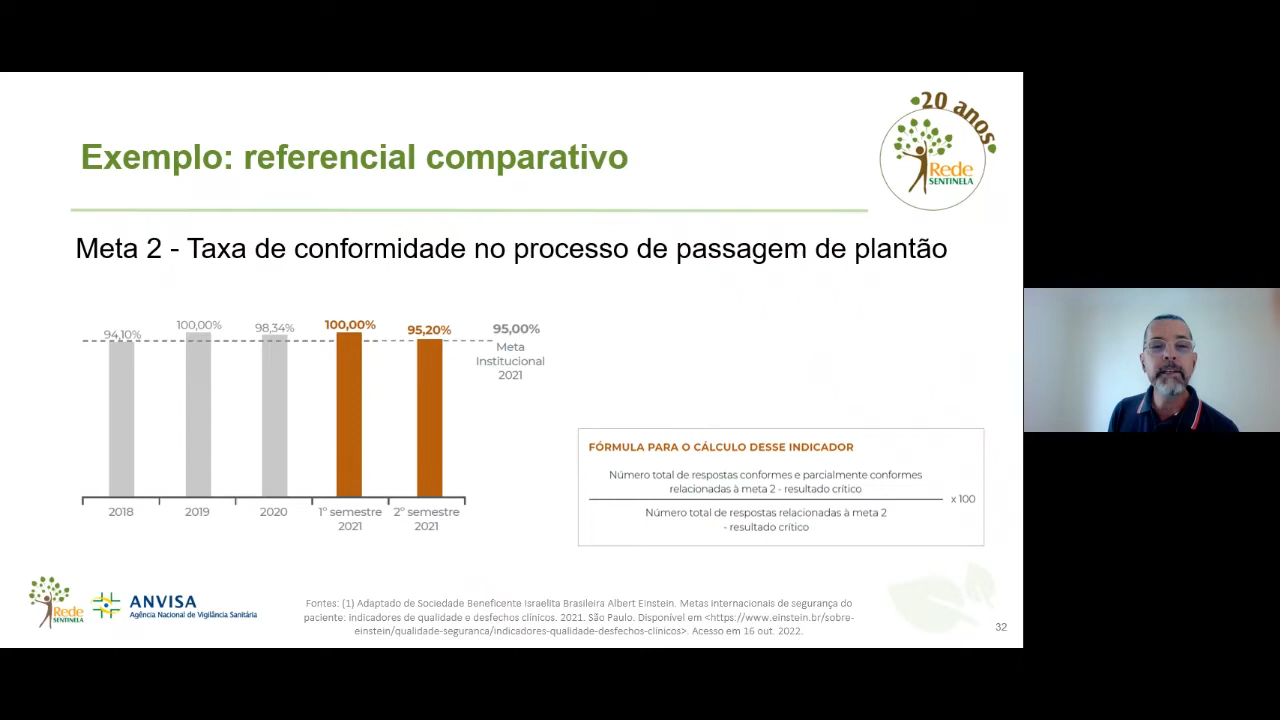 20 anos
Rede
SENTINELA
Exemplo: referencial comparativo
Meta 2 - Taxa de conformidade no processo de passagem de plantão
94,10%
100,00%
98,34%
100,00%
95,20%
95,00%
Meta
Institucional
2021
2018
2019
2020
1º semestre
2021
2º semestre
2021
FÓRMULA PARA O CÁLCULO DESSE INDICADOR
Número total de respostas conformes e parcialmente conformes
relacionadas à meta 2 - resultado crítico
x 100
Número total de respostas relacionadas à meta 2
- resultado crítico
Rede
SENTINELA
ANVISA
Agência Nacional de Vigilância Sanitária
Fontes: (1) Adaptado de Sociedade Beneficente Israelita Brasileira Albert Einstein. Metas internacionais de segurança do
paciente: indicadores de qualidade e desfechos clínicos. 2021. São Paulo. Disponível em <https://www.einstein.br/sobre-
einstein/qualidade-seguranca/indicadores-qualidade-desfechos-clinicos>. Acesso em 16 out. 2022.
32